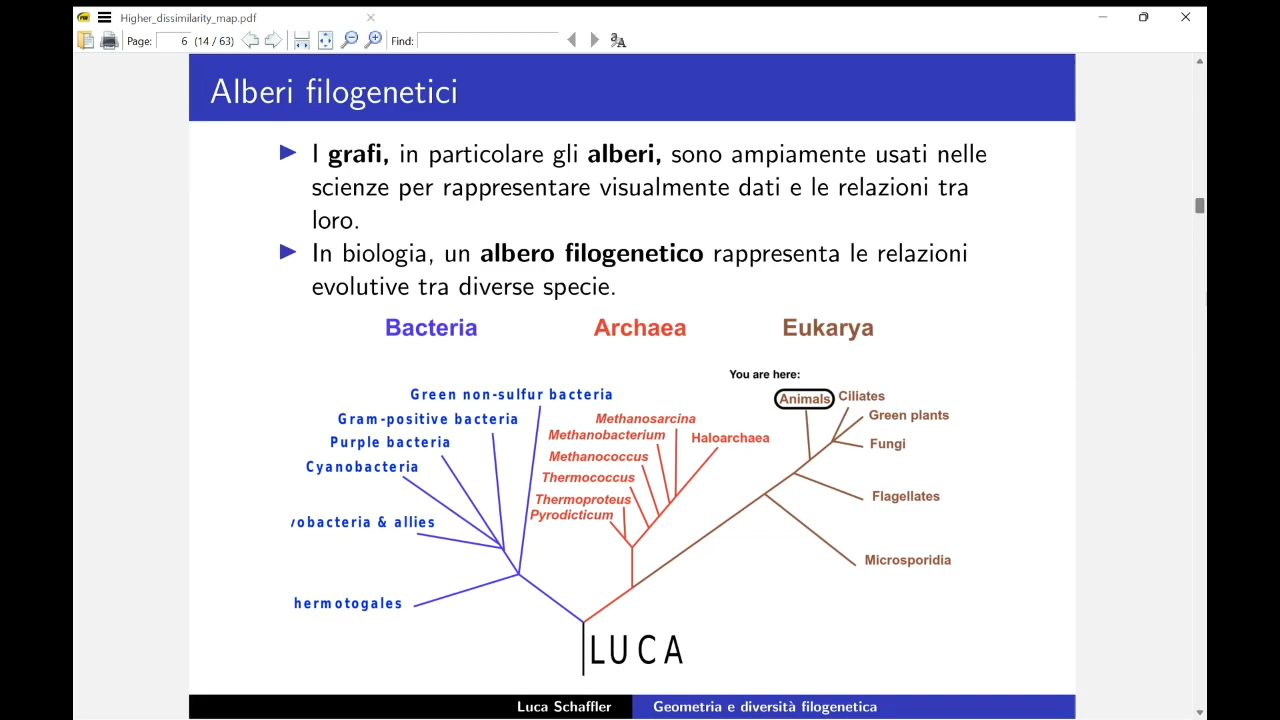 Higher_dissimilarity_map.pdf
Page: 6 (14 / 63) Find:
Alberi filogenetici
I grafi, in particolare gli alberi, sono ampiamente usati nelle
scienze per rappresentare visualmente dati e le relazioni tra
loro.
In biologia, un albero filogenetico rappresenta le relazioni
evolutive tra diverse specie.
Bacteria Archaea Eukarya
You are here:
Green non-sulfur bacteria
Animals
Ciliates
Gram-positive bacteria
Methanosarcina
Green plants
Purple bacteria
Methanobacterium
Haloarchaea
Fungi
Cyanobacteria
Methanococcus
Thermococcus
Flagellates
Thermoproteus
vobacteria & allies
Pyrodicticum
Microsporidia
hermotogales
LUCA
Luca Schaffler Geometria e diversità filogenetica